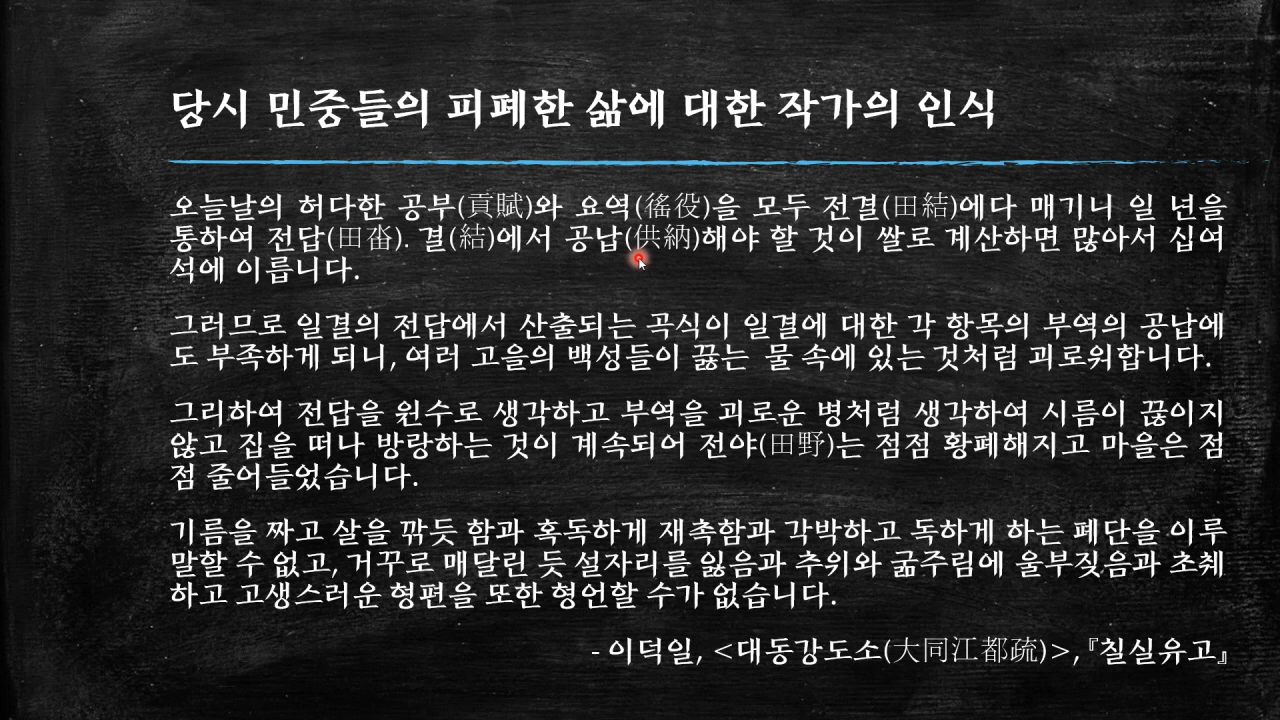 당시 민중들의 피폐한 삶에 대한 작가의 인식
오늘날의 허다한 공부(貢賦)와 요역(徭役)을 모두 전결(田結)에다 매기니 일 년을
통하여 전답(田畓). 결(結)에서 공납(供納)해야 할 것이 쌀로 계산하면 많아서 십여
석에 이릅니다.
그러므로 일결의 전답에서 산출되는 곡식이 일결에 대한 각 항목의 부역의 공납에
도 부족하게 되니, 여러 고을의 백성들이 끓는 물 속에 있는 것처럼 괴로워합니다.
그리하여 전답을 원수로 생각하고 부역을 괴로운 병처럼 생각하여 시름이 끊이지
않고 집을 떠나 방랑하는 것이 계속되어 전야(田野)는 점점 황폐해지고 마을은 점
점 줄어들었습니다.
기름을 짜고 살을 깎듯 함과 혹독하게 재촉함과 각박하고 독하게 하는 폐단을 이루
말할 수 없고, 거꾸로 매달린 듯 설자리를 잃음과 추위와 굶주림에 울부짖음과 초췌
하고 고생스러운 형편을 또한 형언할 수가 없습니다.
- 이덕일, <대동강도소(大同江都疏)>, 『칠실유고』